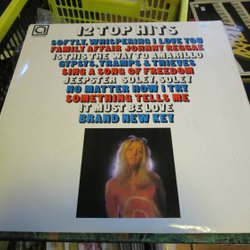 12 TOP HITS
SOFTLY, WHISPERING I LOVE YOU
FAMILY AFFAIR JOHNNY REGGAE
IS THIS THE WAY TO AMARILLO
GYPSYS, TRAMPS & THIEVES
SING A SONG OF FREEDOM
JEEPSTER SOLEY, SOLEY
NO MATTER HOW I TRY
SOMETHING TELLS ME
IT MUST BE LOVE
BRAND NEW KEY